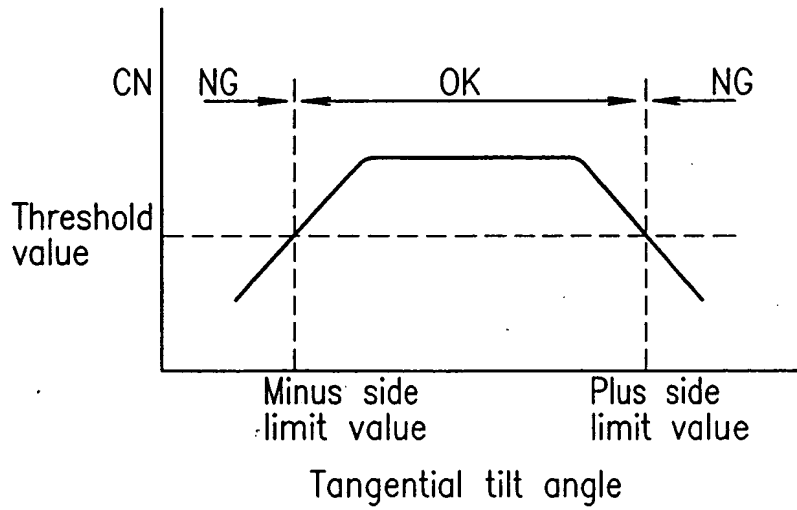 CN
NG
OK
NG
Threshold
value
Minus side
limit value
Plus side
limit value
Tangential tilt angle